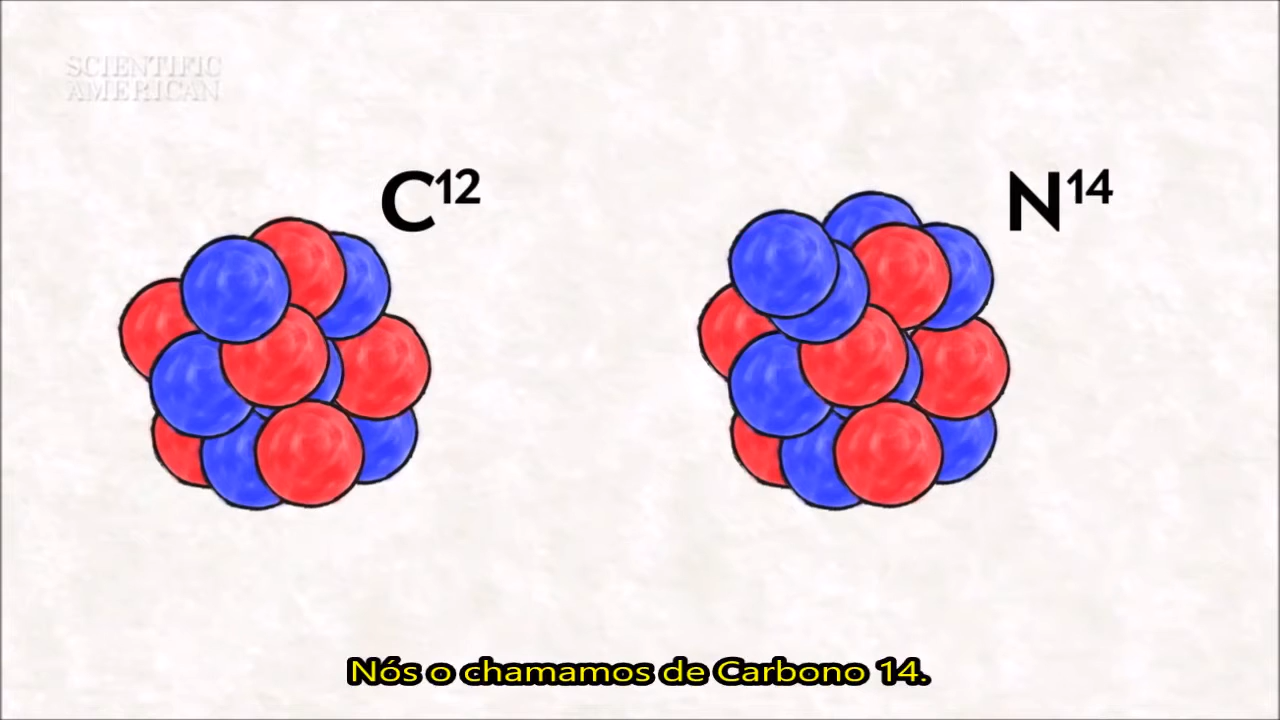 SCIENTIFIC
AMERICAN
C¹²
N¹⁴
Nós o chamamos de Carbono 14.